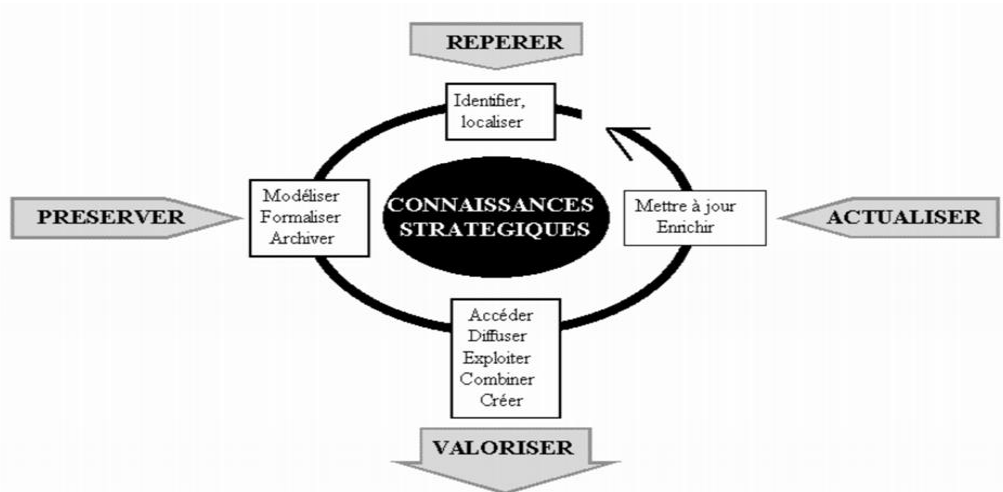 REPERER
Identifier,
localiser
PRESERVER
Modéliser
Formaliser
Archiver
CONNAISSANCES
STRATEGIQUES
Mettre à jour
Enrichir
ACTUALISER
Accéder
Diffuser
Exploiter
Combiner
Créer
VALORISER